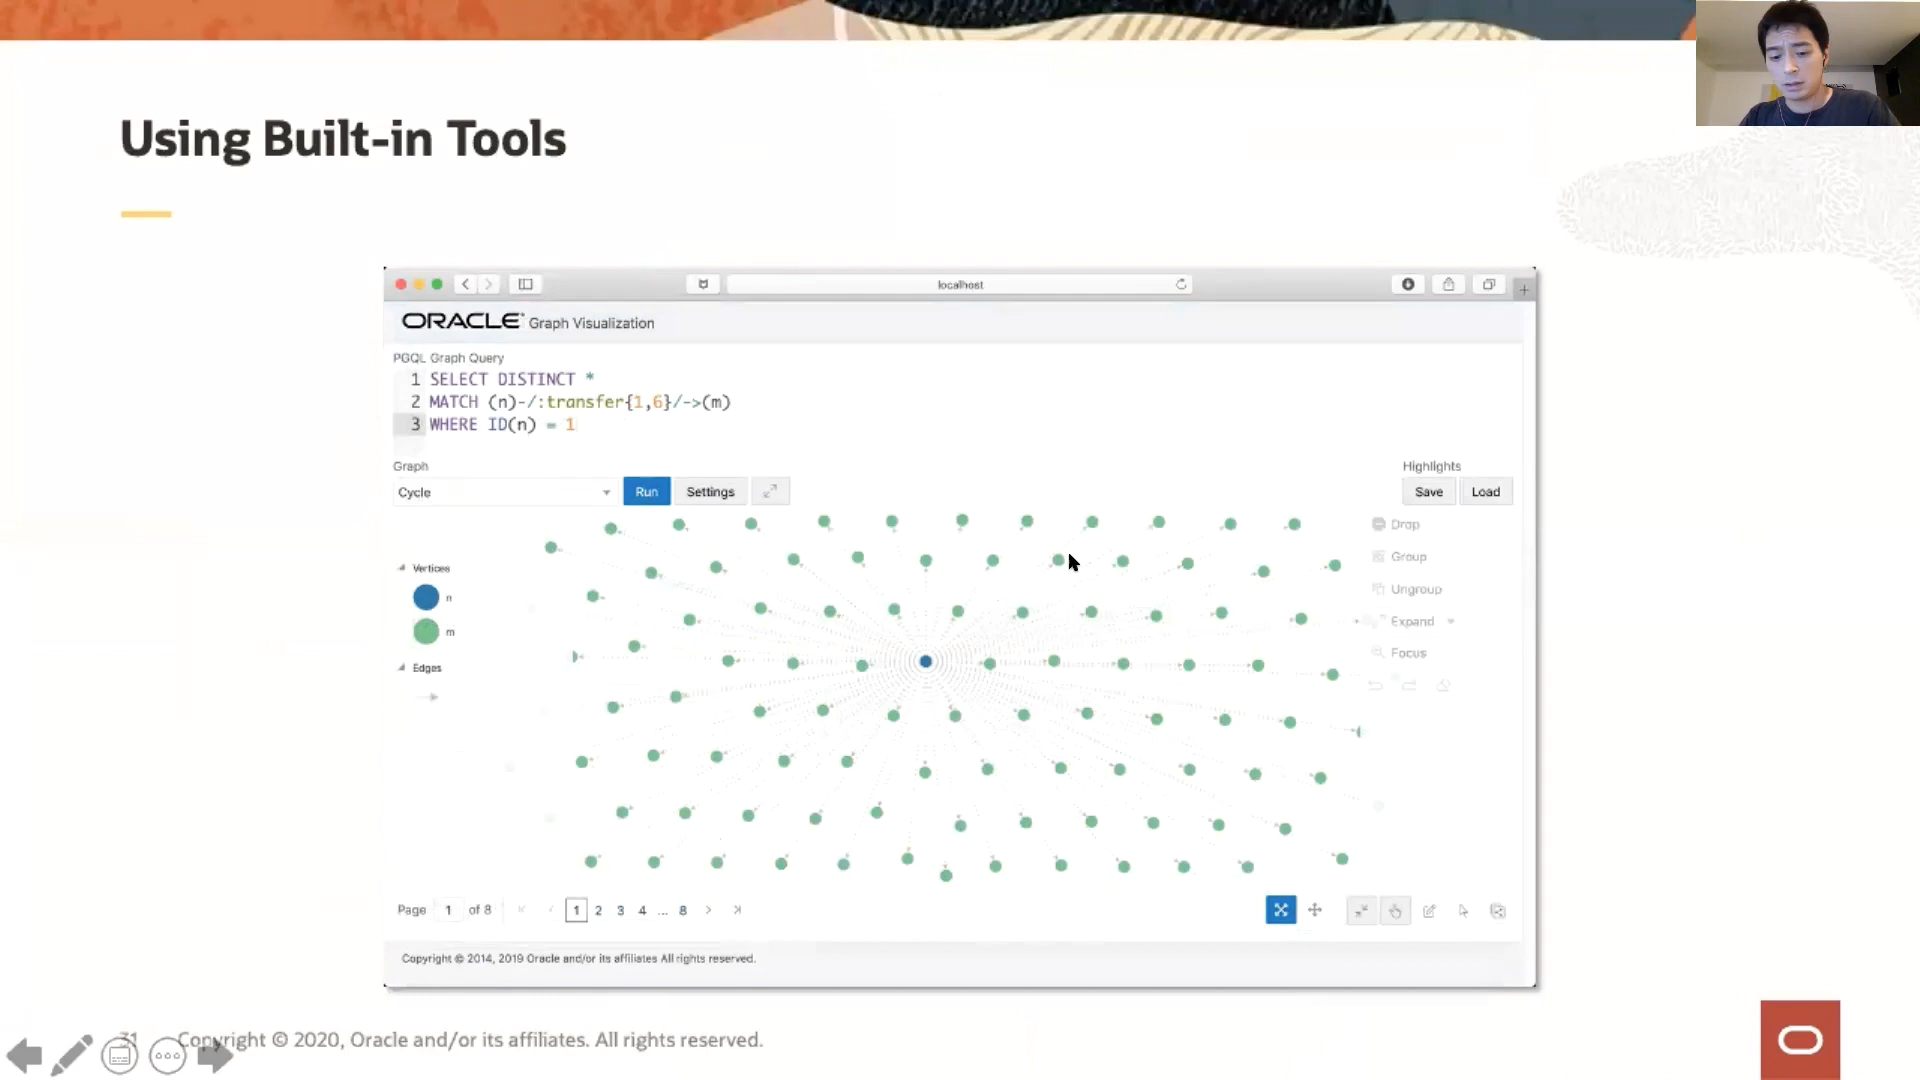 Using Built-in Tools
localhost
ORACLE Graph Visualization
PGQL Graph Query
1 SELECT DISTINCT *
2 MATCH (n)-/:transfer{1,6}/->(m)
3 WHERE ID(n) = 1
Graph
Highlights
Cycle
Run
Settings
Save
Load
Drop
Group
Ungroup
Expand
Focus
Vertices
n
m
Edges
Page 1 of 8 1 2 3 4 ... 8
Copyright © 2014, 2019 Oracle and/or its affiliates All rights reserved.
31 Copyright © 2020, Oracle and/or its affiliates. All rights reserved.